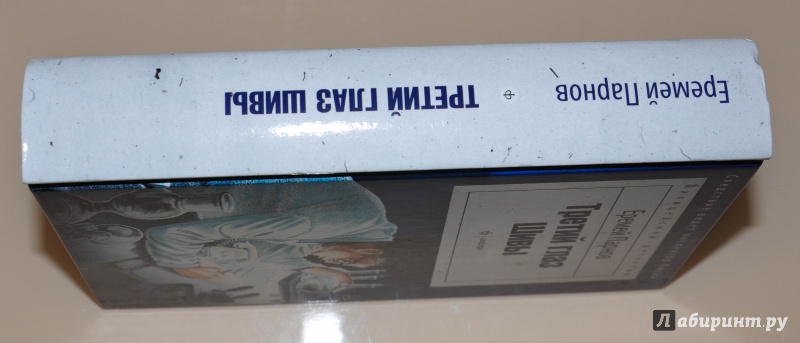 Еремей Парнов
ТРЕТИЙ ГЛАЗ ШИВЫ
Еремей Парнов
Третий глаз
Шивы
Лабиринт.ру